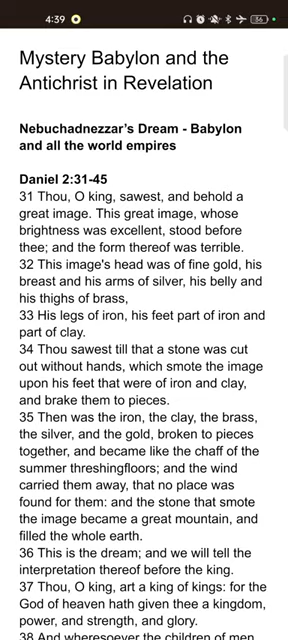 4:39
36
Mystery Babylon and the
Antichrist in Revelation
Nebuchadnezzar's Dream - Babylon
and all the world empires
Daniel 2:31-45
31 Thou, O king, sawest, and behold a
great image. This great image, whose
brightness was excellent, stood before
thee; and the form thereof was terrible.
32 This image's head was of fine gold, his
breast and his arms of silver, his belly and
his thighs of brass,
33 His legs of iron, his feet part of iron and
part of clay.
34 Thou sawest till that a stone was cut
out without hands, which smote the image
upon his feet that were of iron and clay,
and brake them to pieces.
35 Then was the iron, the clay, the brass,
the silver, and the gold, broken to pieces
together, and became like the chaff of the
summer threshingfloors; and the wind
carried them away, that no place was
found for them: and the stone that smote
the image became a great mountain, and
filled the whole earth.
36 This is the dream; and we will tell the
interpretation thereof before the king.
37 Thou, O king, art a king of kings: for the
God of heaven hath given thee a kingdom,
power, and strength, and glory.
38 And wheresoever the children of men